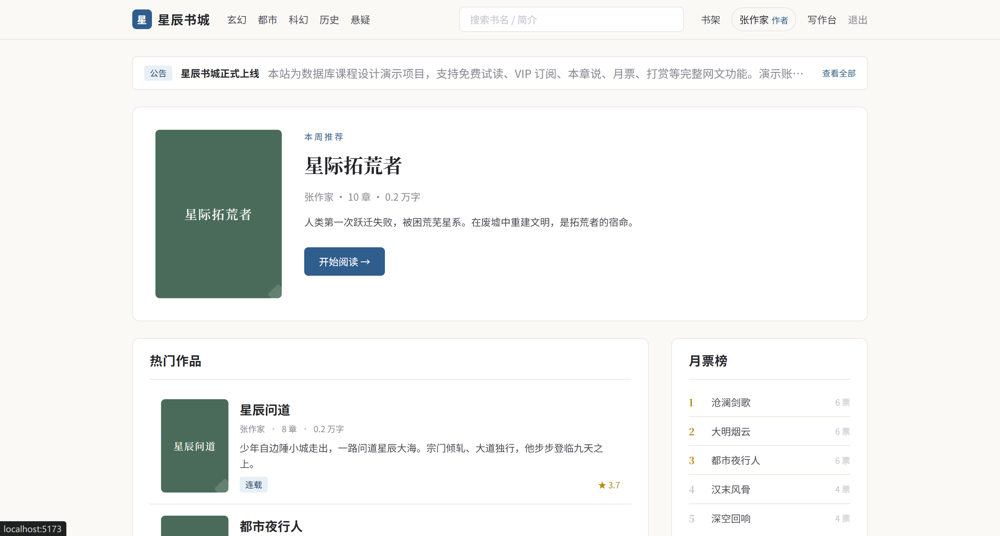 星 星辰书城 玄幻 都市 科幻 历史 悬疑 搜索书名 / 简介 书架 张作家 作者 写作台 退出
公告 星辰书城正式上线 本站为数据库课程设计演示项目，支持免费试读、VIP 订阅、本章说、月票、打赏等完整网文功能。演示账… 查看全部
星际拓荒者
本周推荐
星际拓荒者
张作家 · 10 章 · 0.2 万字
人类第一次跃迁失败，被困荒芜星系。在废墟中重建文明，是拓荒者的宿命。
开始阅读 →
热门作品
星辰问道
星辰问道
张作家 · 8 章 · 0.2 万字
少年自边陲小城走出，一路问道星辰大海。宗门倾轧、大道独行，他步步登临九天之
上。
连载 ★ 3.7
都市夜行人
月票榜
1 沧澜剑歌 6 票
2 大明烟云 6 票
3 都市夜行人 6 票
4 汉末风骨 4 票
5 深空回响 4 票
localhost:5173